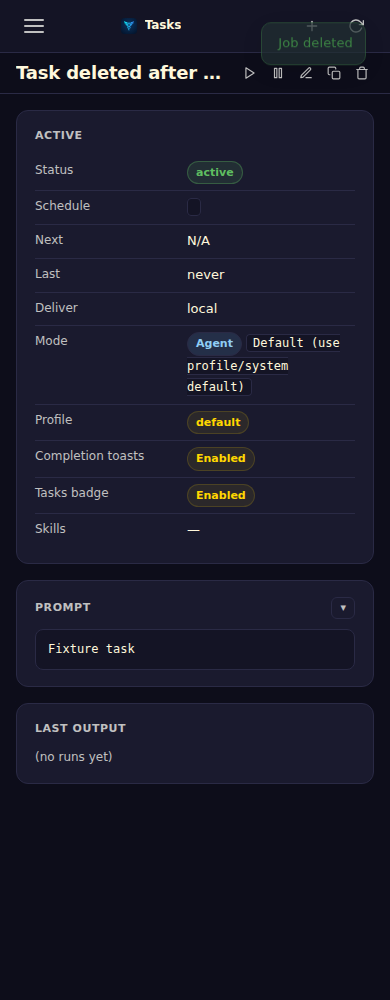 Tasks
Job deleted
Task deleted after ...
ACTIVE
Status
active
Schedule
Next
N/A
Last
never
Deliver
local
Mode
Agent Default (use
profile/system
default)
Profile
default
Completion toasts
Enabled
Tasks badge
Enabled
Skills
—
PROMPT
Fixture task
LAST OUTPUT
(no runs yet)